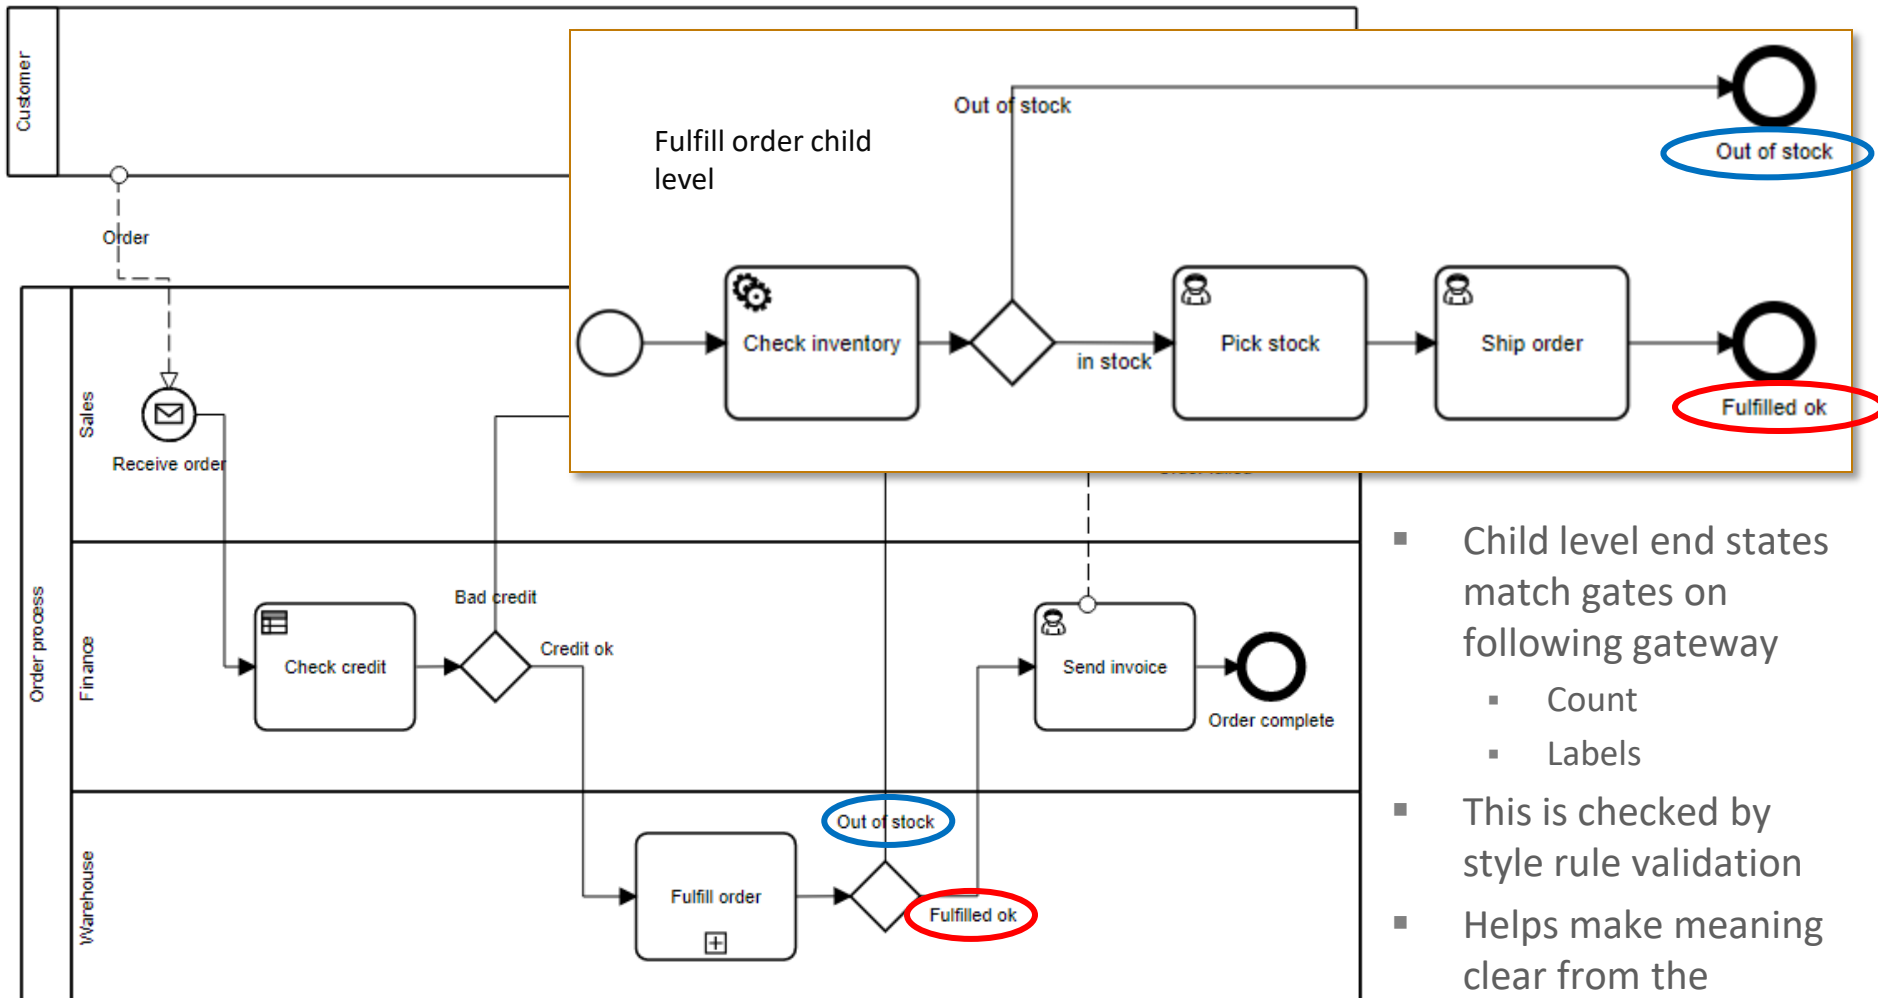 Customer
Out of stock
Fulfill order child
level
Out of stock
Order
Check inventory
in stock
Pick stock
Ship order
Fulfilled ok
Sales
Receive order
Child level end states
match gates on
following gateway
Count
Labels
This is checked by
style rule validation
Helps make meaning
clear from the
Order process
Finance
Bad credit
Credit ok
Check credit
Send invoice
Order complete
Warehouse
Out of stock
Fulfill order
Fulfilled ok